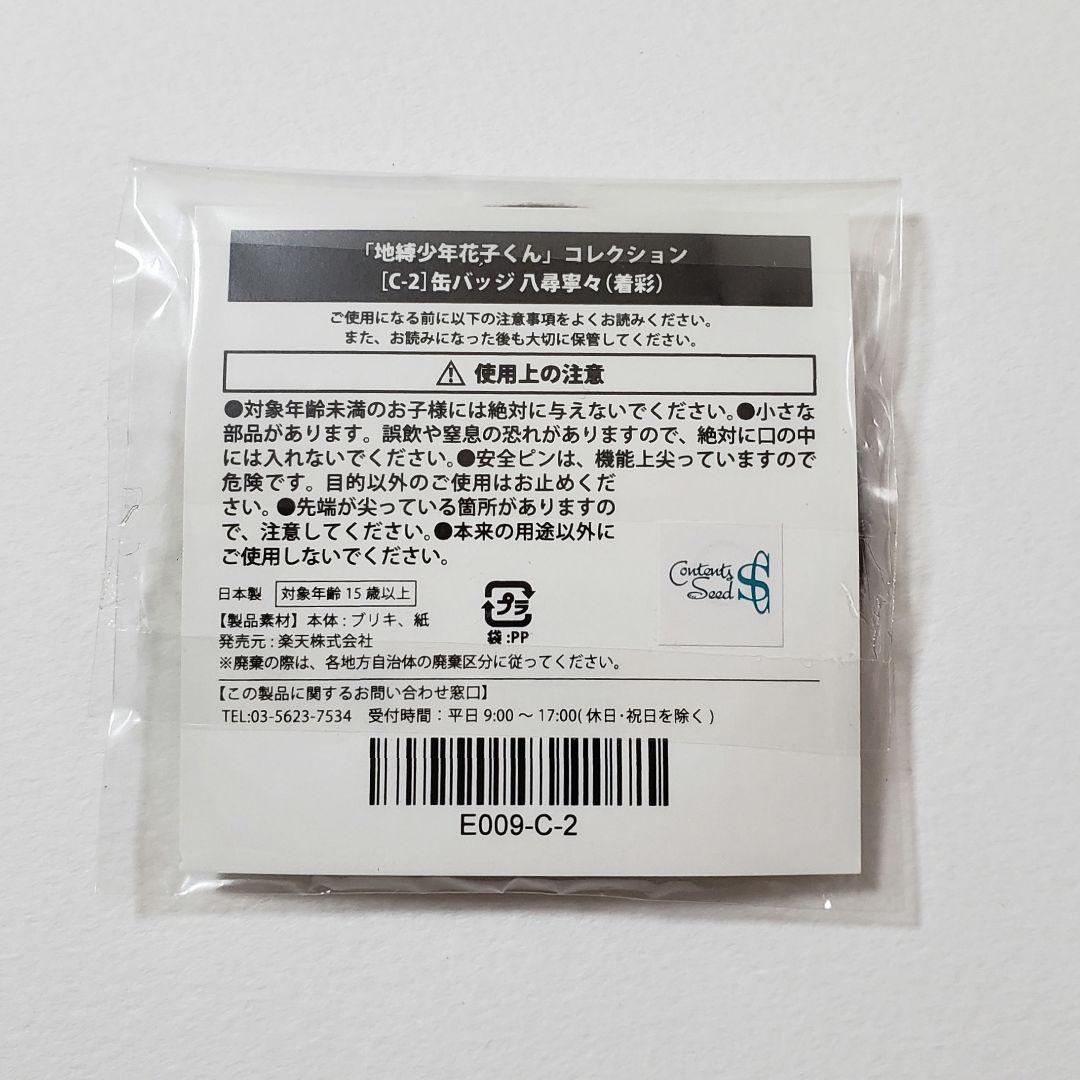 「地縛少年花子くん」コレクション
[C-2]缶バッジ 八尋寧々(着彩)
ご使用になる前に以下の注意事項をよくお読みください。
また、お読みになった後も大切に保管してください。
⚠ 使用上の注意
●対象年齢未満のお子様には絶対に与えないでください。●小さな
部品があります。誤飲や窒息の恐れがありますので、絶対に口の中
には入れないでください。●安全ピンは、機能上尖っていますので
危険です。目的以外のご使用はお止めくだ
さい。●先端が尖っている箇所がありますの
で、注意してください。●本来の用途以外に
ご使用しないでください。
Contents
Seed
日本製 対象年齢 15 歳以上
【製品素材】本体:ブリキ、紙
発売元:楽天株式会社
プラ
袋:PP
※廃棄の際は、各地方自治体の廃棄区分に従ってください。
【この製品に関するお問い合わせ窓口】
TEL:03-5623-7534 受付時間:平日 9:00 ~ 17:00(休日・祝日を除く)
E009-C-2